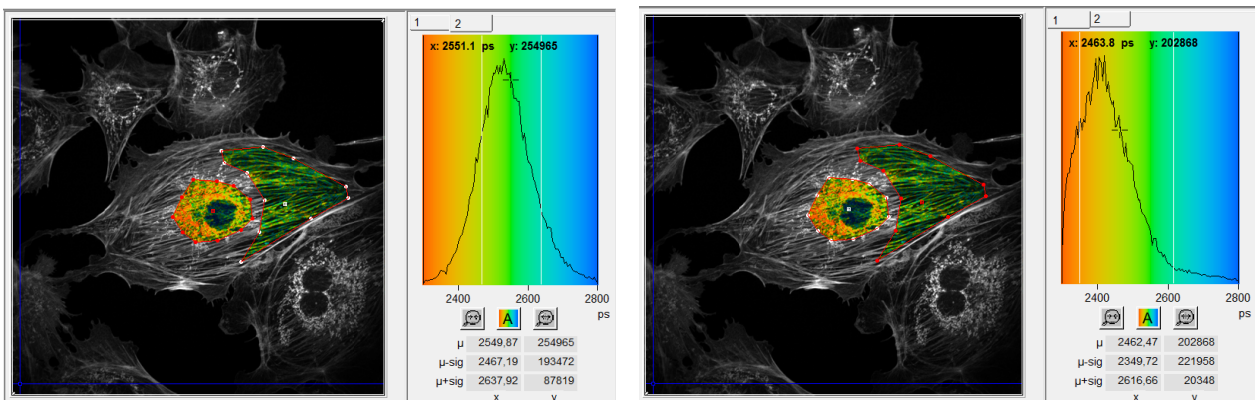 1 2
x: 2551.1 ps y: 254965
2400 2600 2800
ps
A
μ 2549,87 254965
μ-sig 2467,19 193472
μ+sig 2637,92 87819
x y
1 2
x: 2463.8 ps y: 202868
2400 2600 2800
ps
A
μ 2462,47 202868
μ-sig 2349,72 221958
μ+sig 2616,66 20348
x y